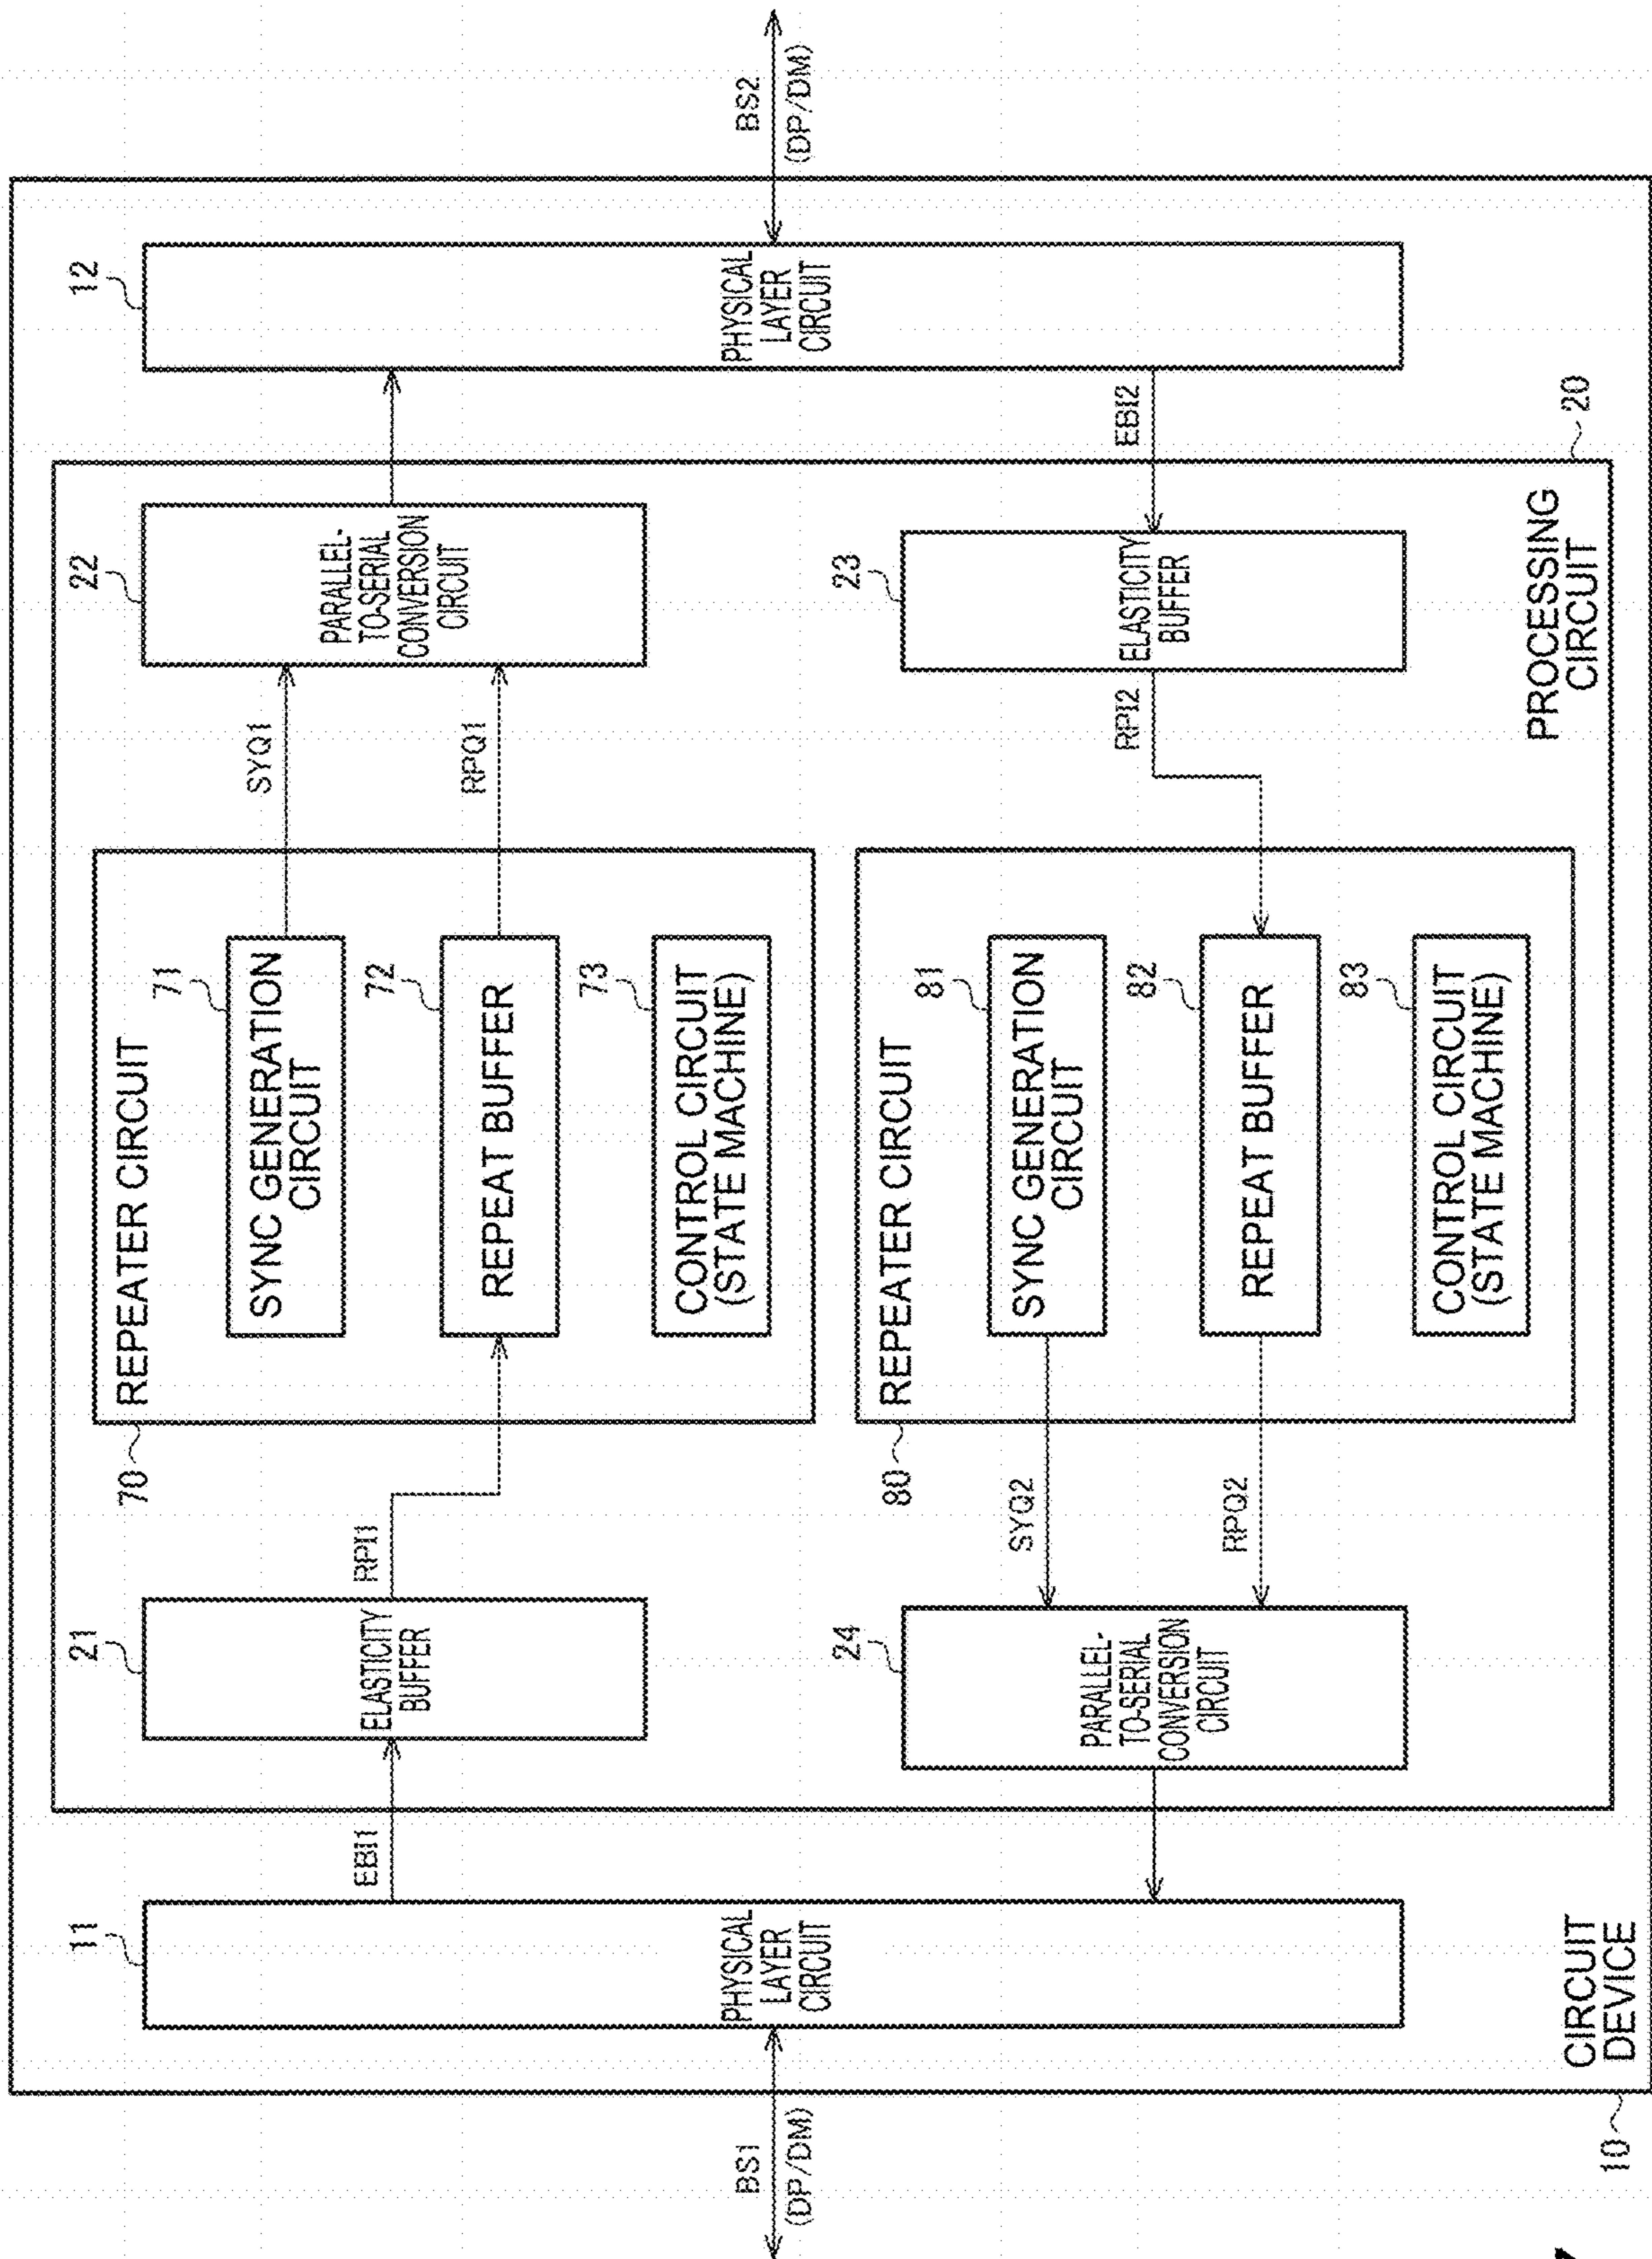 BS1
(DP/DM)
10
CIRCUIT
DEVICE
11
PHYSICAL
LAYER
CIRCUIT
EBI1
21
ELASTICITY
BUFFER
RPI1
70
REPEATER CIRCUIT
71
SYNC GENERATION
CIRCUIT
72
REPEAT BUFFER
73
CONTROL CIRCUIT
(STATE MACHINE)
SYQ1
RPQ1
22
PARALLEL-
TO-SERIAL
CONVERSION
CIRCUIT
24
PARALLEL-
TO-SERIAL
CONVERSION
CIRCUIT
SYQ2
RPQ2
80
REPEATER CIRCUIT
81
SYNC GENERATION
CIRCUIT
82
REPEAT BUFFER
83
CONTROL CIRCUIT
(STATE MACHINE)
RPI2
23
ELASTICITY
BUFFER
EBI2
PROCESSING
CIRCUIT
20
12
PHYSICAL
LAYER
CIRCUIT
BS2
(DP/DM)